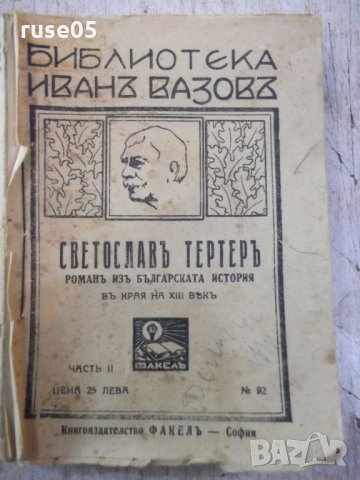 ruse05
БИБЛИОТЕКА
ИВАНЪ ВАЗОВЪ
СВЕТОСЛАВЪ ТЕРТЕРЪ
РОМАНЪ ИЗЪ БЪЛГАРСКАТА ИСТОРИЯ
ВЪ КРАЯ НА XIII ВѢКЪ
ФАКЕЛЪ
ЧАСТЬ II
ЦЕНА 25 ЛЕВА № 92
Книгоиздателство ФАКЕЛЪ — София
BAZAR